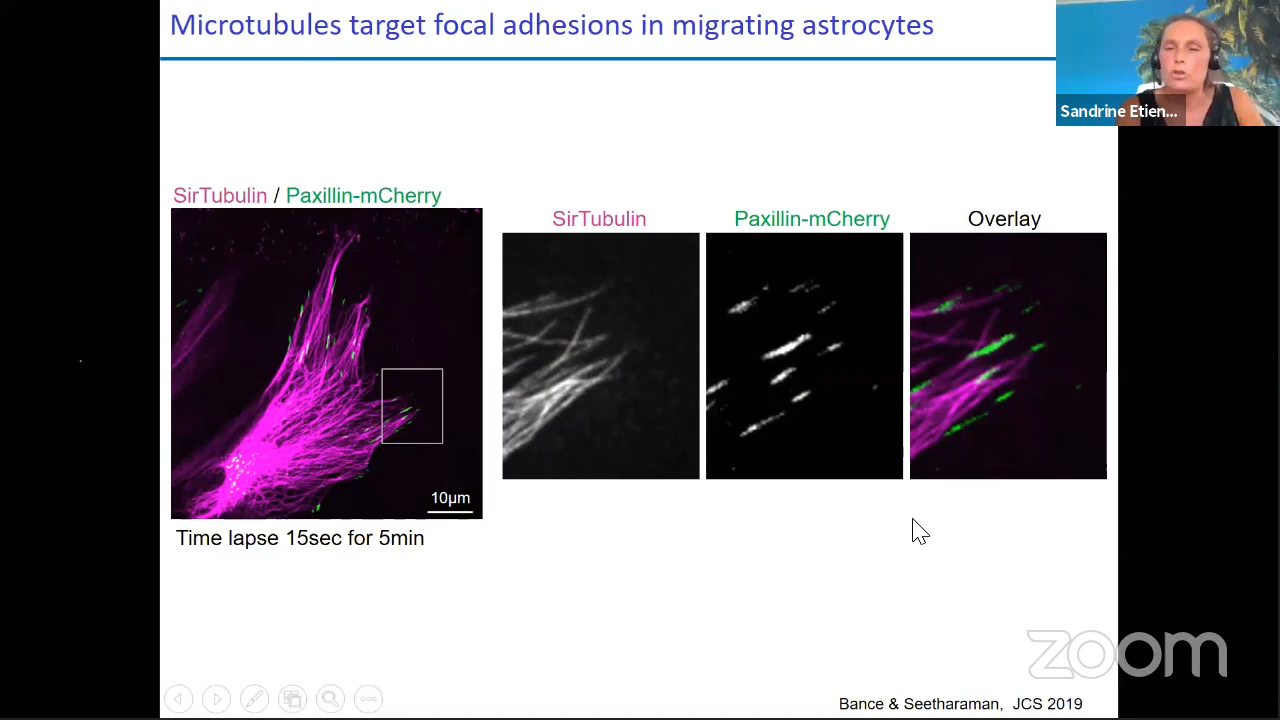 Microtubules target focal adhesions in migrating astrocytes
Sandrine Etien...
SirTubulin / Paxillin-mCherry
SirTubulin
Paxillin-mCherry
Overlay
10µm
Time lapse 15sec for 5min
zoom
Bance & Seetharaman, JCS 2019